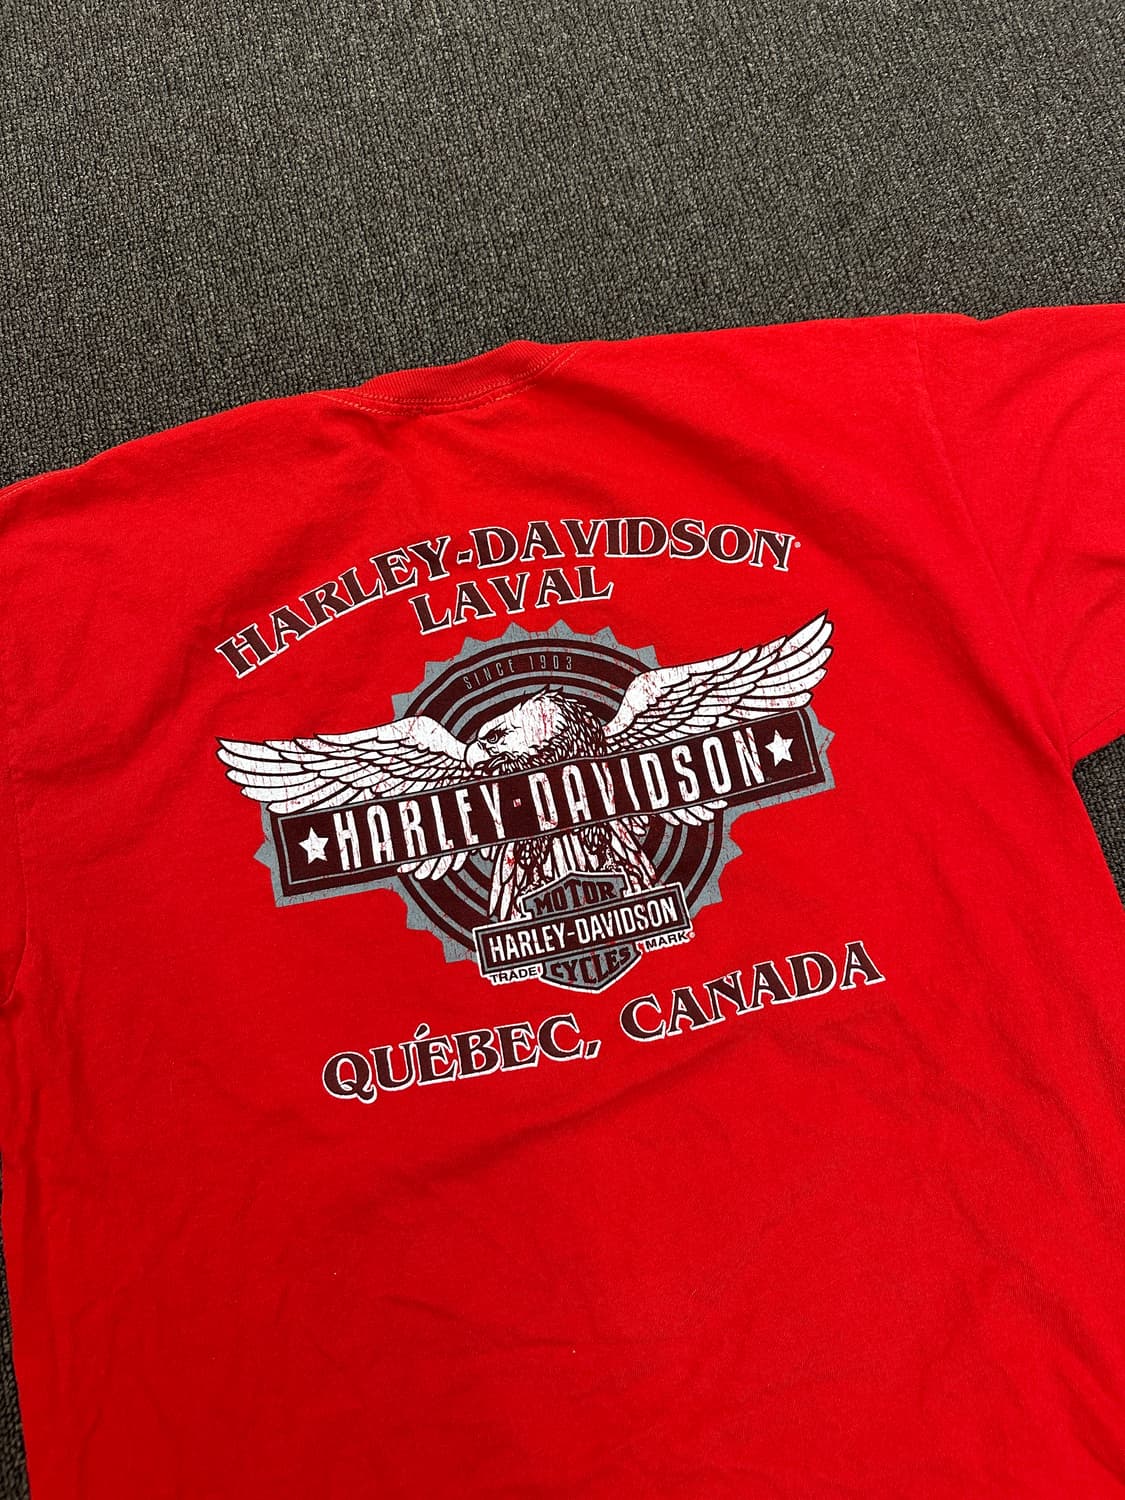 HARLEY-DAVIDSON®
LAVAL
SINCE 1903
HARLEY-DAVIDSON
MOTOR
HARLEY-DAVIDSON
TRADE MARK®
CYCLES
QUÉBEC, CANADA